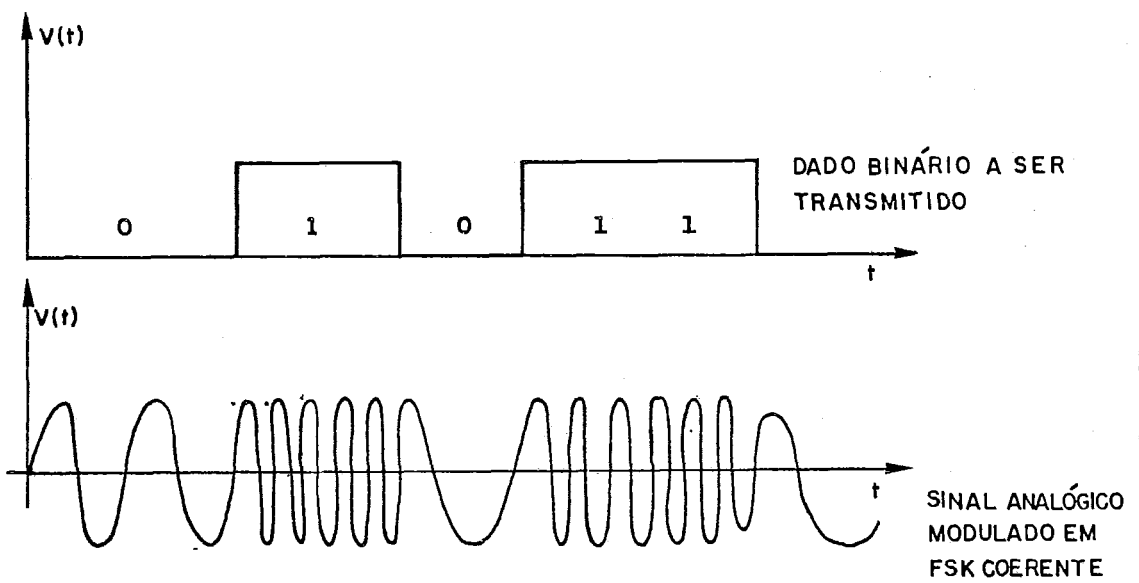 V(t)
0 1 0 1 1
DADO BINÁRIO A SER
TRANSMITIDO
t
V(t)
t
SINAL ANALÓGICO
MODULADO EM
FSK COERENTE